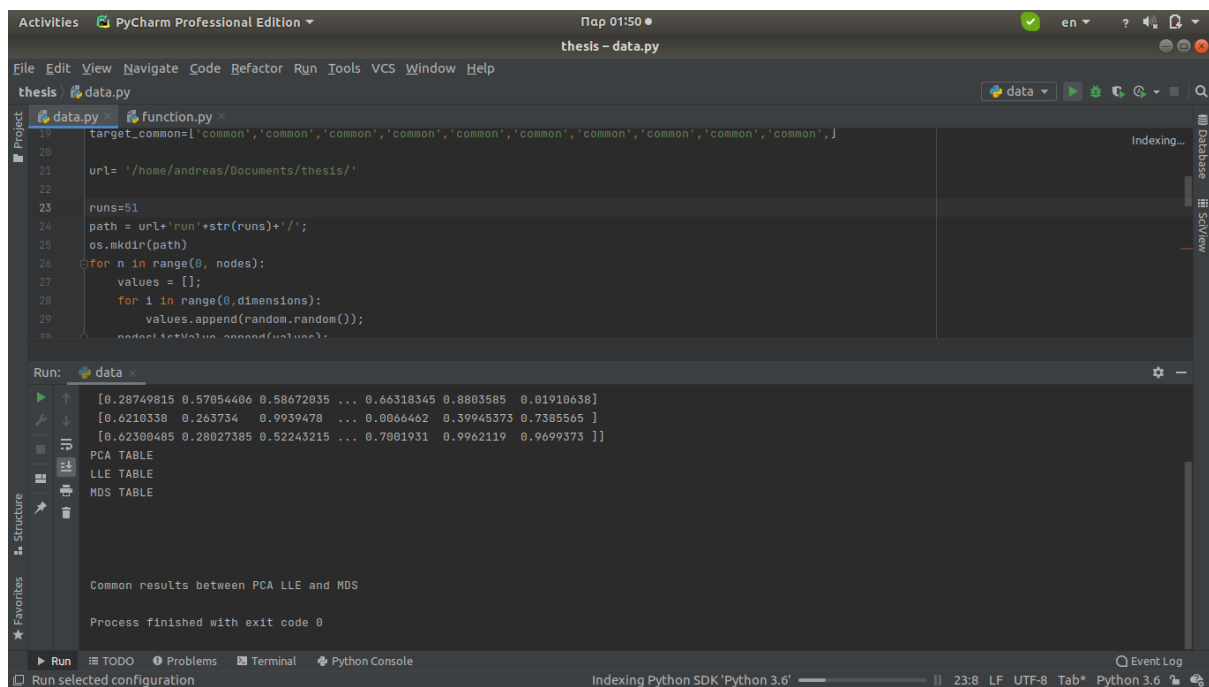 Activities PyCharm Professional Edition Παρ 01:50 en ?
thesis – data.py
File Edit View Navigate Code Refactor Run Tools VCS Window Help
thesis data.py data
Project data.py function.py
19 target_common=['common','common','common','common','common','common','common','common','common','common',]
Indexing...
20
21 url= '/home/andreas/Documents/thesis/'
22
23 runs=51
24 path = url+'run'+str(runs)+'/';
25 os.mkdir(path)
26 for n in range(0, nodes):
27 values = [];
28 for i in range(0,dimensions):
29 values.append(random.random());
30 nodesListValue.append(values);
Database
SciView
Run: data
[0.28749815 0.57054406 0.58672035 ... 0.66318345 0.8803585 0.01910638]
[0.6210338 0.263734 0.9939478 ... 0.0066462 0.39945373 0.7385565 ]
[0.62300485 0.28027385 0.52243215 ... 0.7001931 0.9962119 0.9699373 ]]
PCA TABLE
LLE TABLE
MDS TABLE
Common results between PCA LLE and MDS
Process finished with exit code 0
Structure
Favorites
Run TODO Problems Terminal Python Console Event Log
Run selected configuration Indexing Python SDK 'Python 3.6' 23:8 LF UTF-8 Tab* Python 3.6